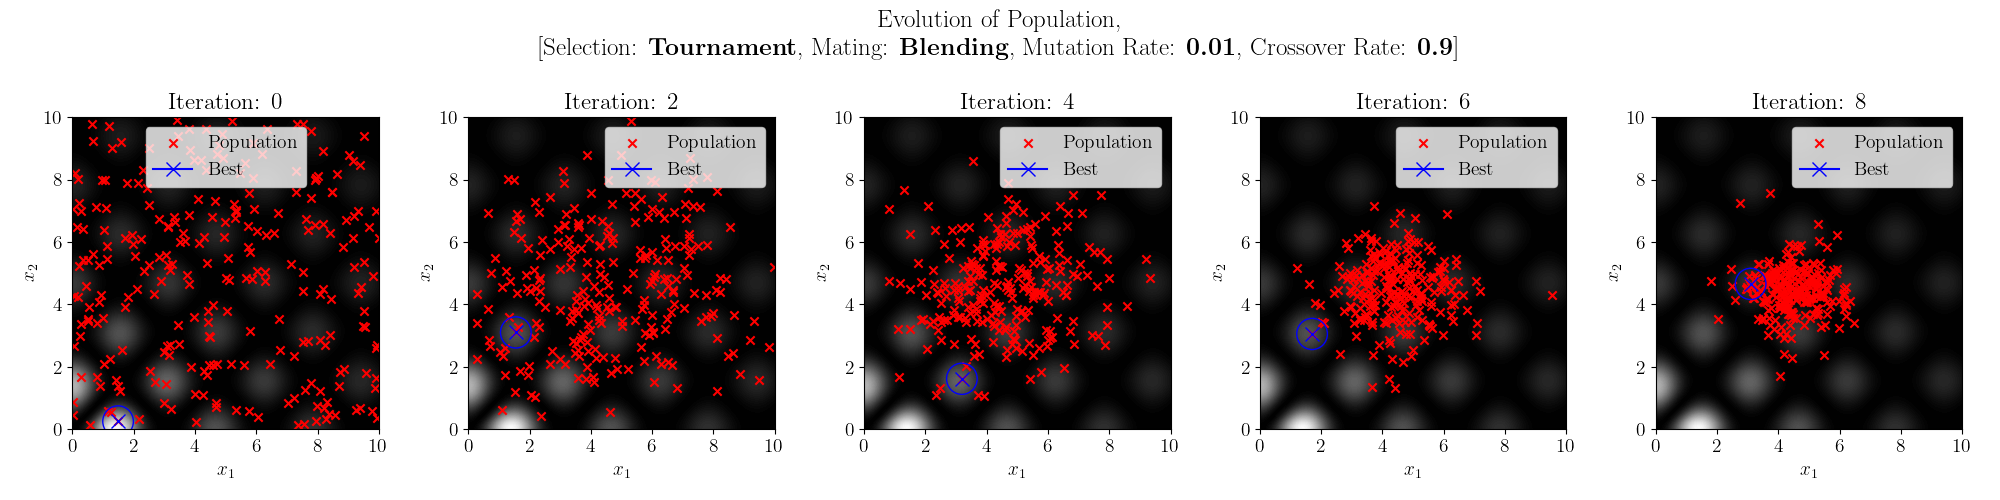 Evolution of Population,
[Selection: Tournament, Mating: Blending, Mutation Rate: 0.01, Crossover Rate: 0.9]
Iteration: 0
10
8
6
4
2
0
x2
Population
Best
0 2 4 6 8 10
x1
Iteration: 2
10
8
6
4
2
0
x2
Population
Best
0 2 4 6 8 10
x1
Iteration: 4
10
8
6
4
2
0
x2
Population
Best
0 2 4 6 8 10
x1
Iteration: 6
10
8
6
4
2
0
x2
Population
Best
0 2 4 6 8 10
x1
Iteration: 8
10
8
6
4
2
0
x2
Population
Best
0 2 4 6 8 10
x1